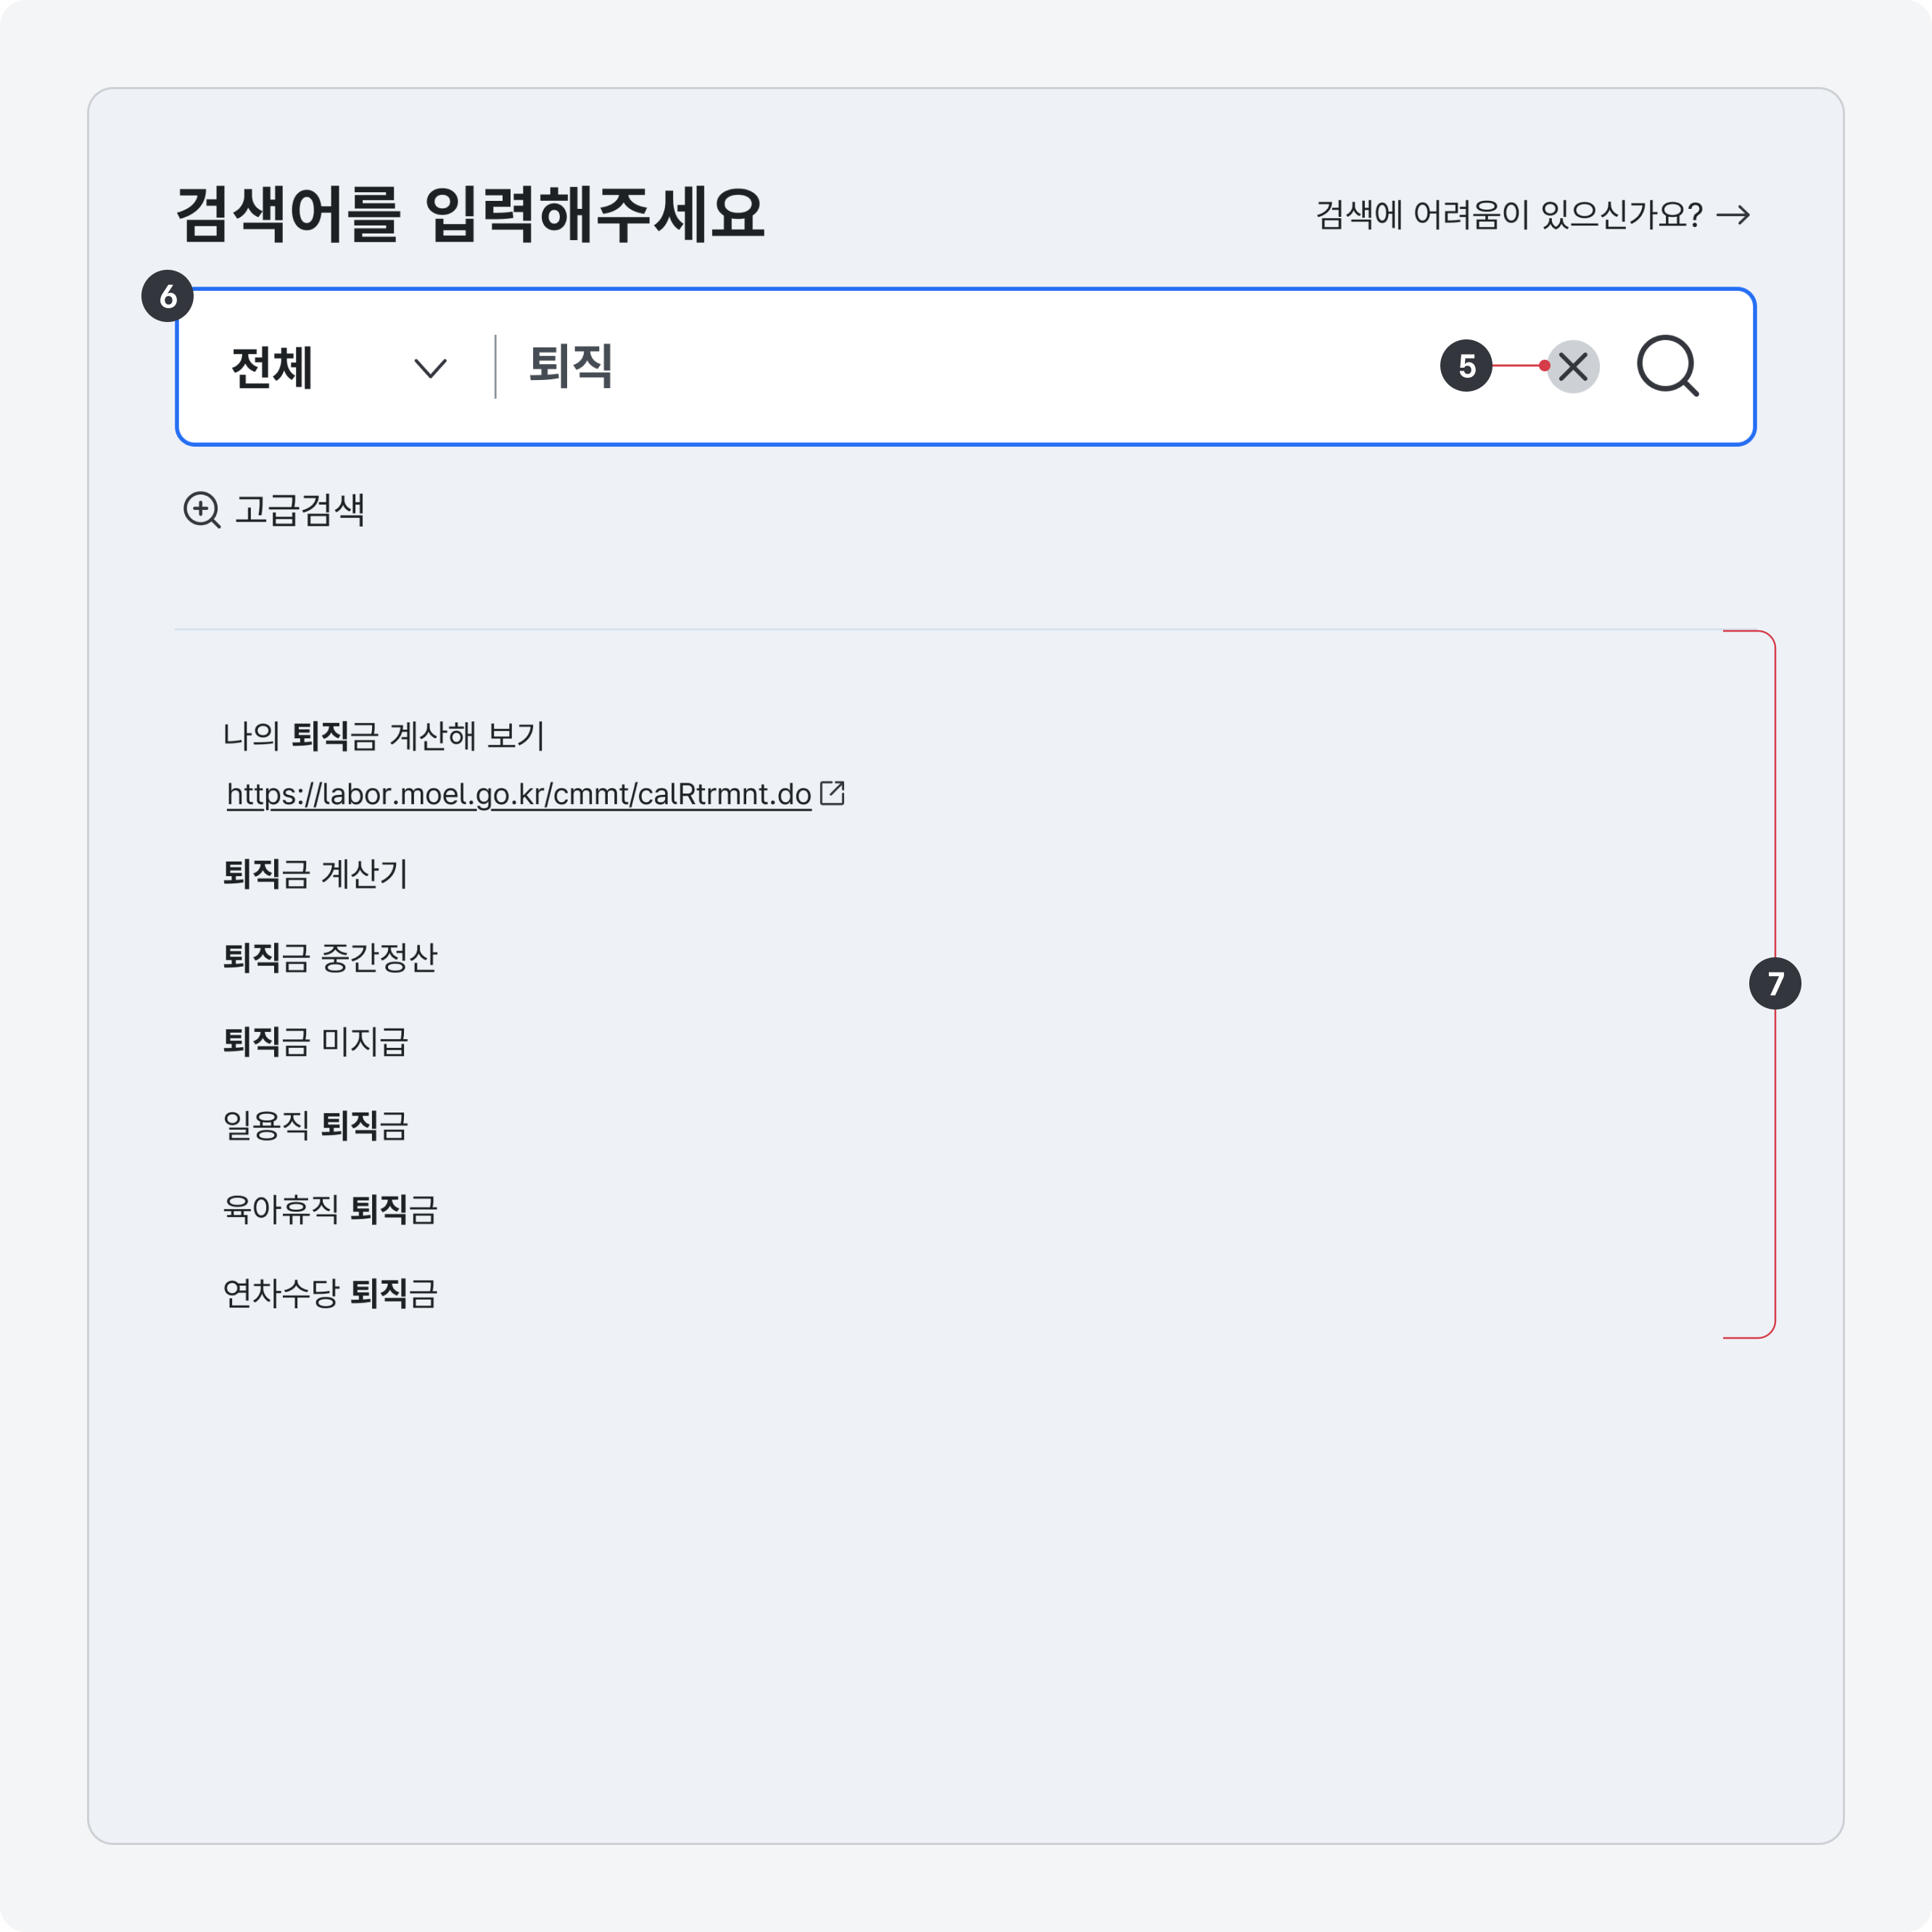 검색어를 입력해주세요
검색에 어려움이 있으신가요?
6
전체
퇴직
5
고급검색
나의 퇴직금 계산해 보기
https://labor.moel.go.kr/cmmt/calRtrmnt.do
퇴직금 계산기
퇴직금 중간정산
7
퇴직금 미지급
일용직 퇴직금
육아휴직 퇴직금
연차수당 퇴직금